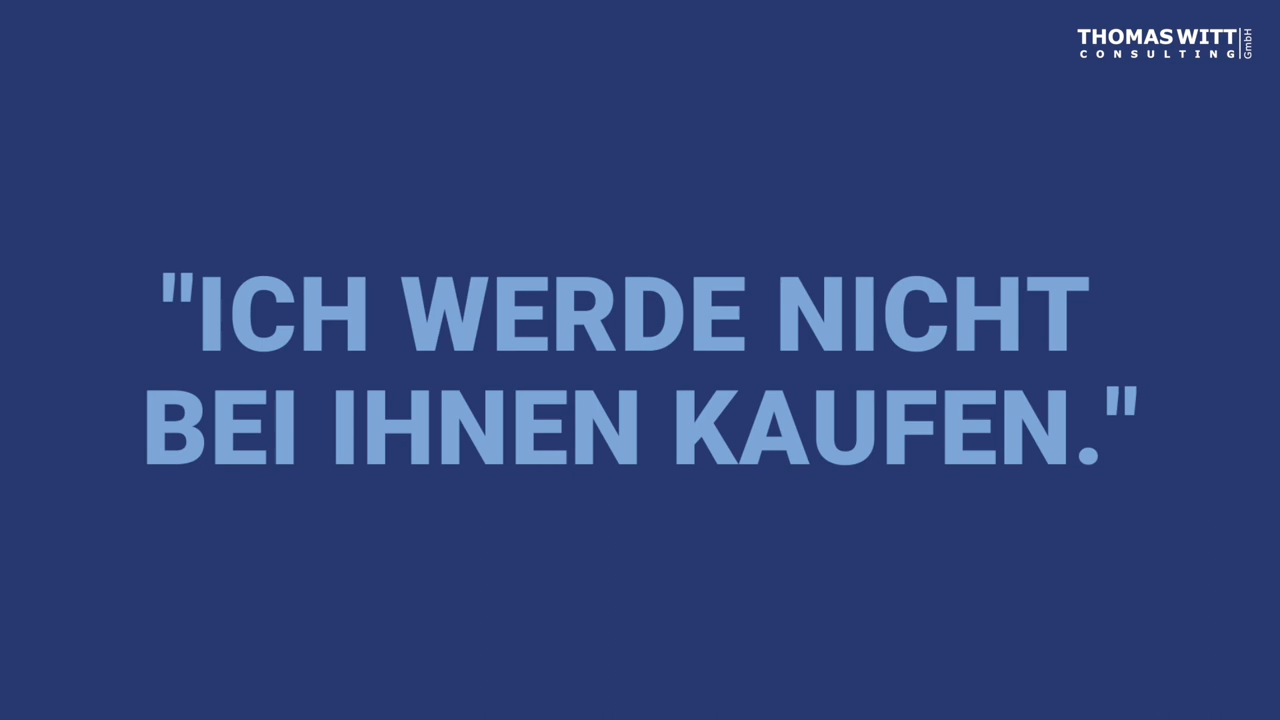 THOMAS WITT
CONSULTING
GmbH
"ICH WERDE NICHT
BEI IHNEN KAUFEN."